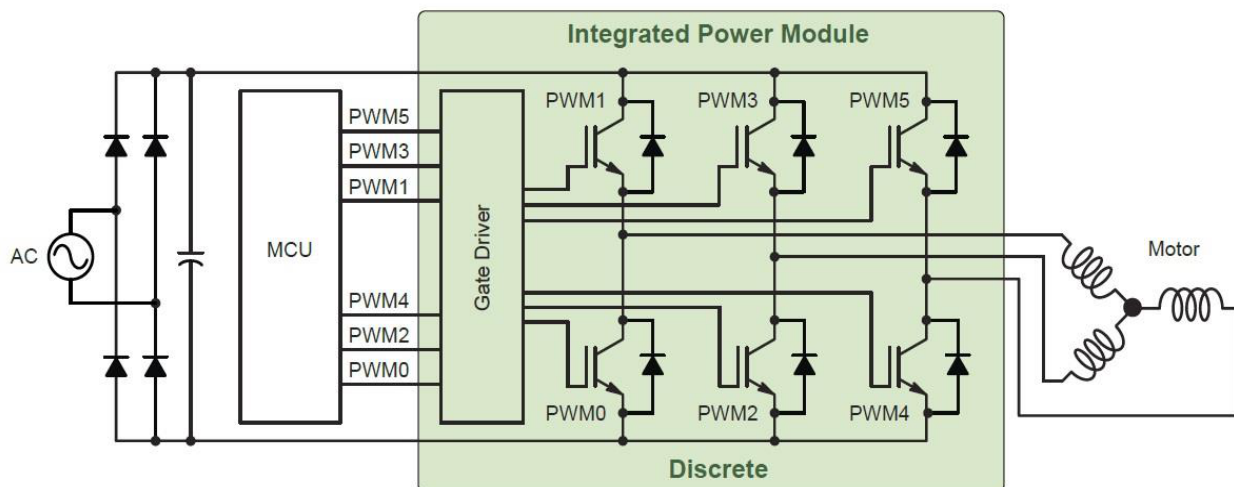 Integrated Power Module
PWM1
PWM3
PWM5
PWM5
PWM3
PWM1
AC
MCU
Gate Driver
Motor
PWM4
PWM2
PWM0
PWM0
PWM2
PWM4
Discrete